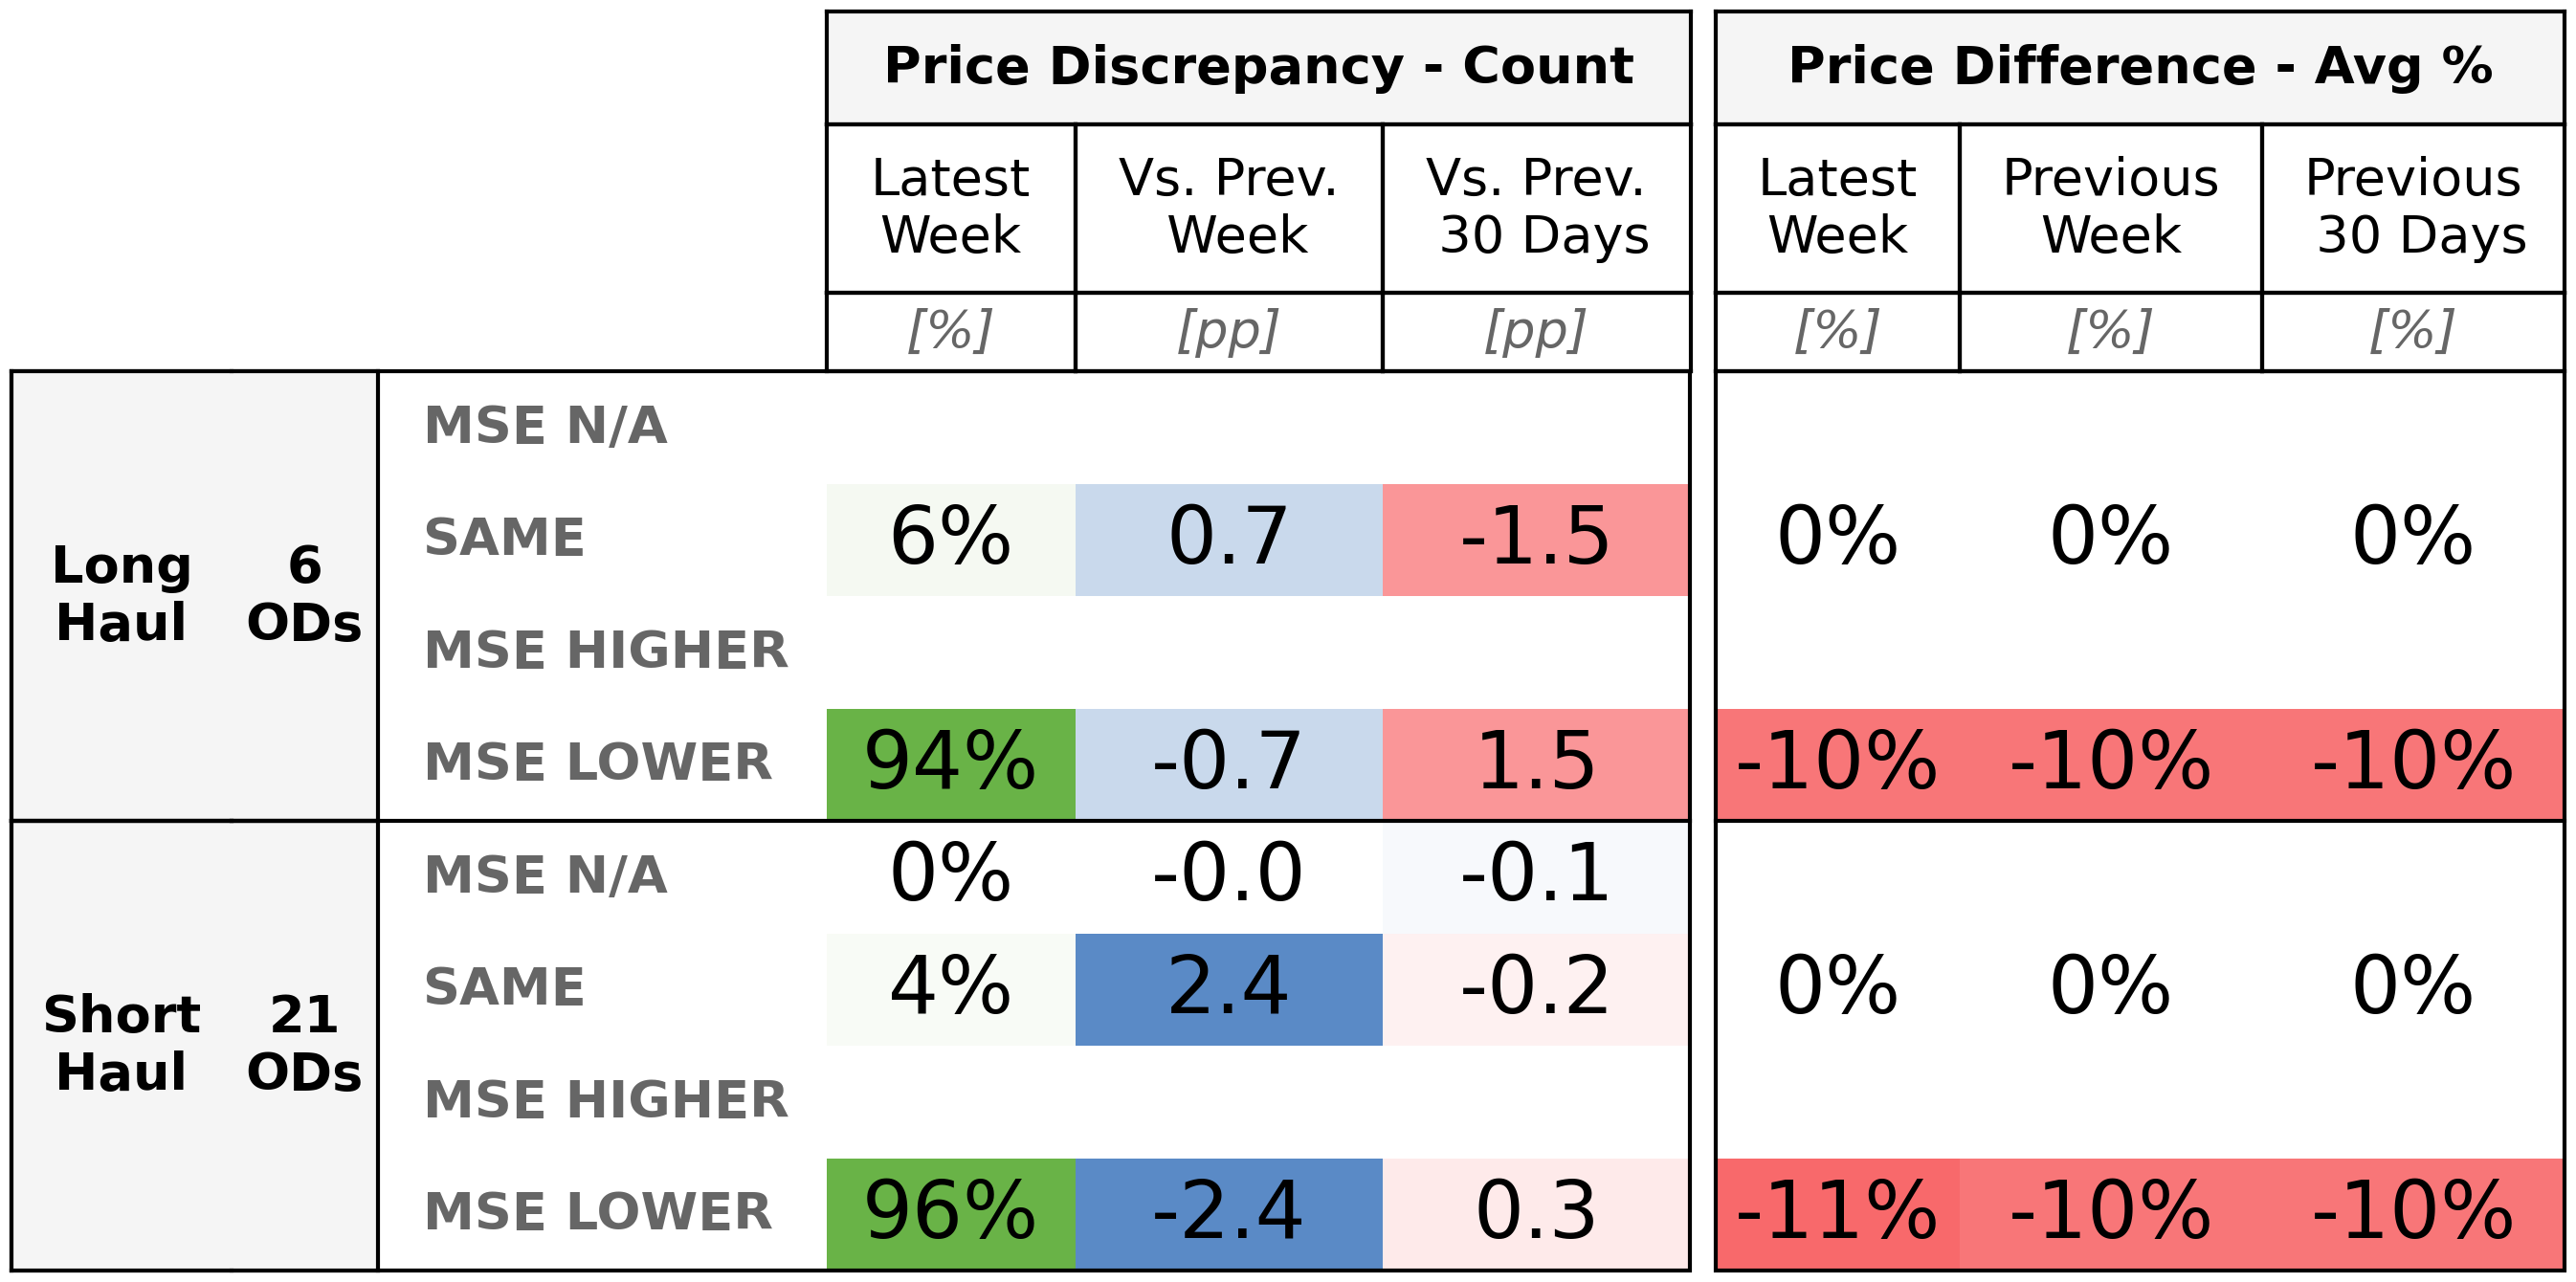 Price Discrepancy - Count Price Difference - Avg %
Latest Week Vs. Prev. Week Vs. Prev. 30 Days Latest Week Previous Week Previous 30 Days
[%] [pp] [pp] [%] [%] [%]
Long Haul 6 ODs
MSE N/A
SAME 6% 0.7 -1.5 0% 0% 0%
MSE HIGHER
MSE LOWER 94% -0.7 1.5 -10% -10% -10%
Short Haul 21 ODs
MSE N/A 0% -0.0 -0.1
SAME 4% 2.4 -0.2 0% 0% 0%
MSE HIGHER
MSE LOWER 96% -2.4 0.3 -11% -10% -10%